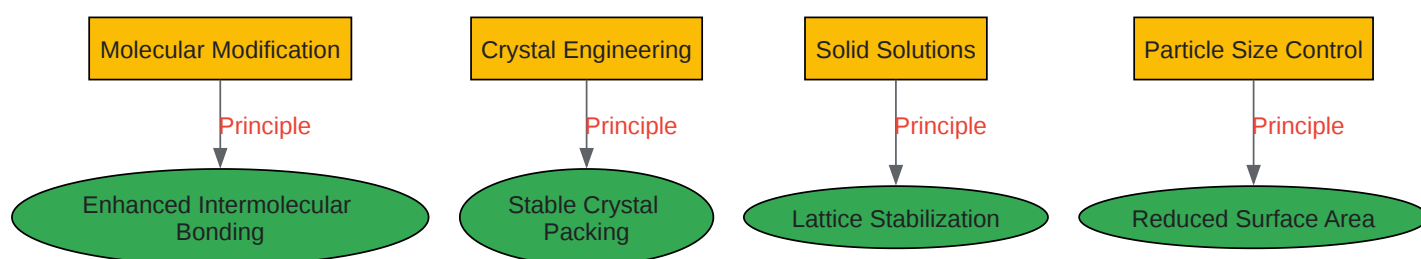 Molecular Modification
Crystal Engineering
Solid Solutions
Particle Size Control
Principle
Principle
Principle
Principle
Enhanced Intermolecular
Bonding
Stable Crystal
Packing
Lattice Stabilization
Reduced Surface Area